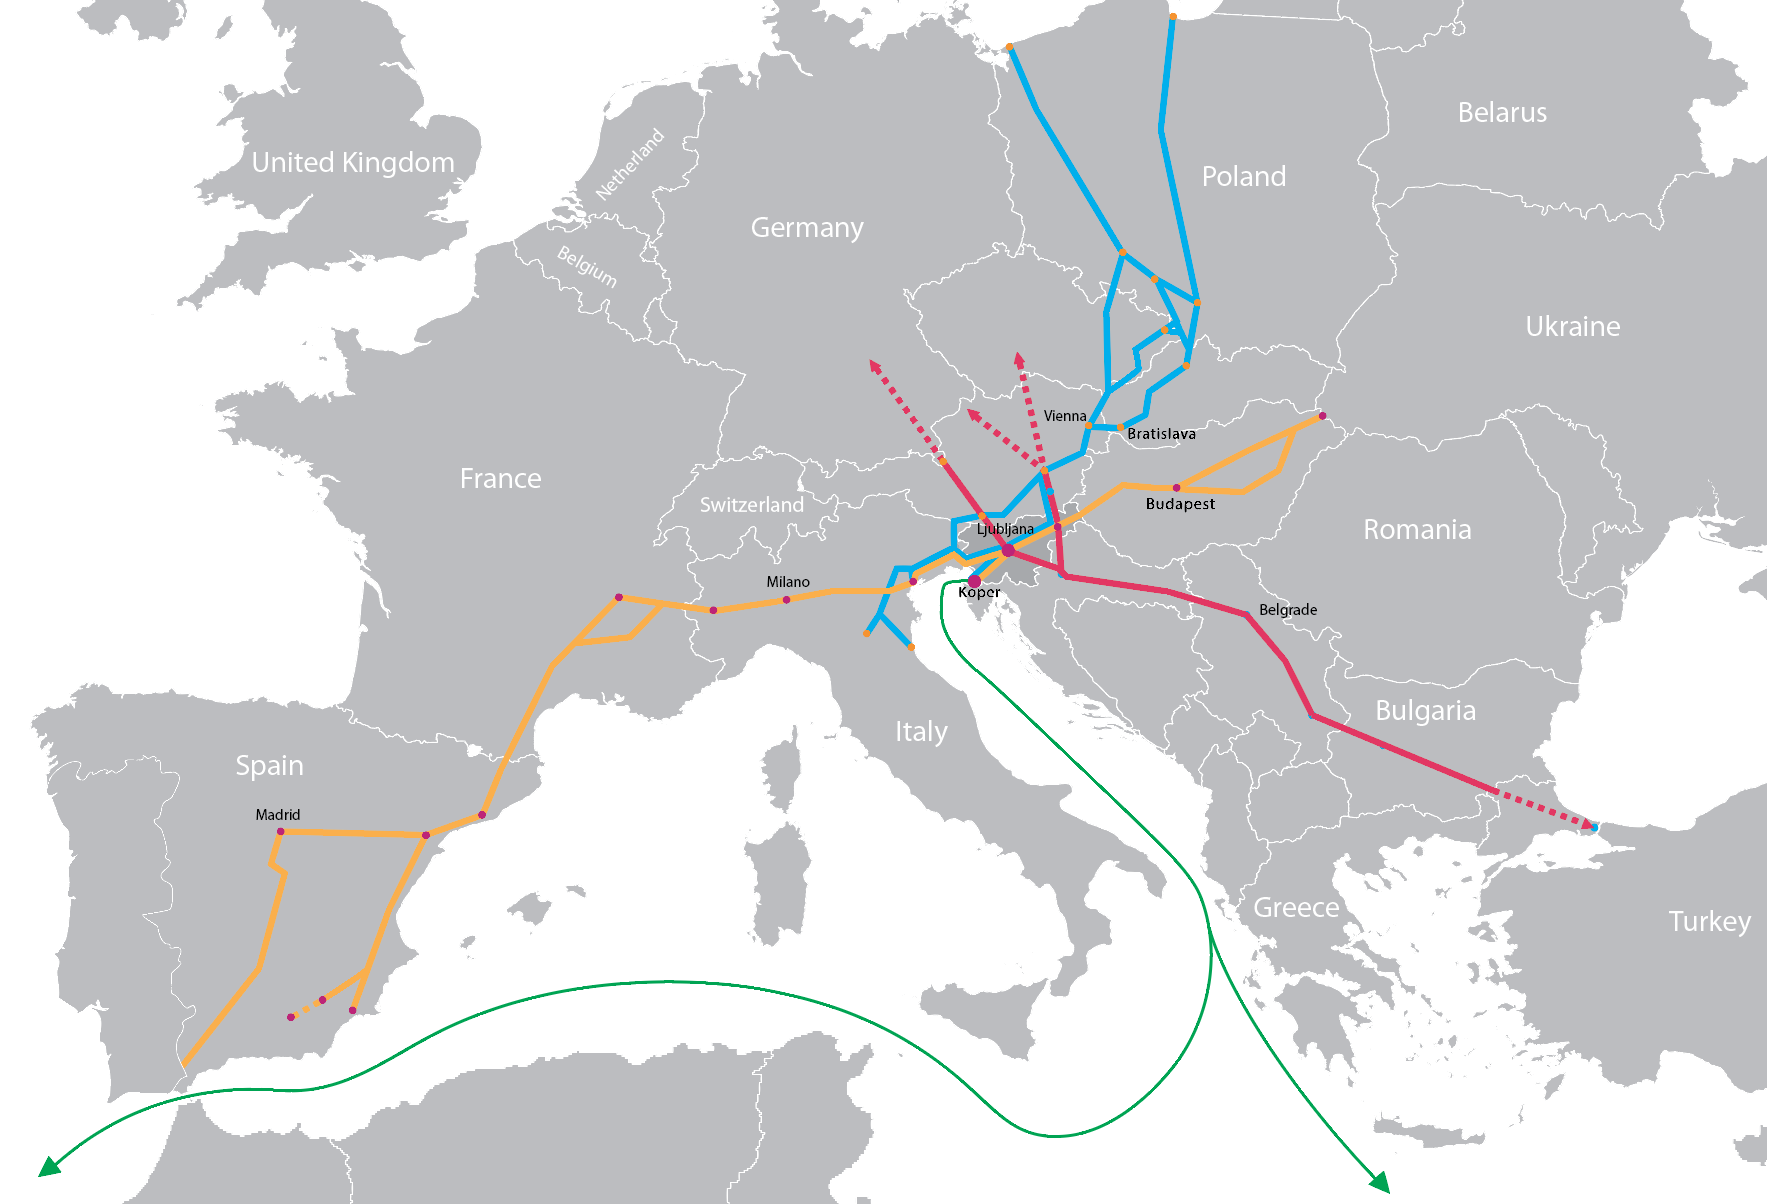 Belarus
United Kingdom
Netherland
Poland
Germany
Belgium
Ukraine
Vienna
Bratislava
France
Switzerland
Budapest
Ljubljana
Romania
Milano
Koper
Belgrade
Bulgaria
Italy
Spain
Madrid
Greece
Turkey